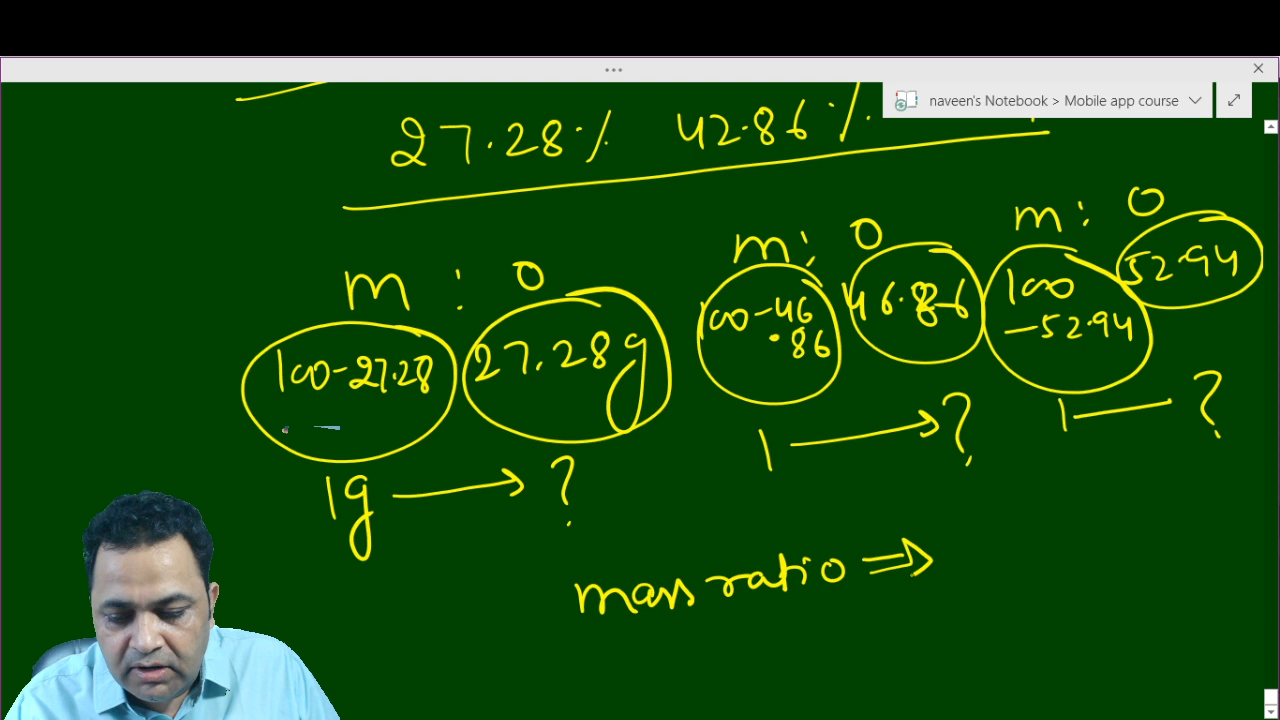 naveen's Notebook > Mobile app course
27.28% 42.86%
m : O
100-27.28 27.28g
1g → ?
m : O
100-46.86 46.86
1 → ?
m : O
100-52.94 52.94
1 — ?
mass ratio ⇒